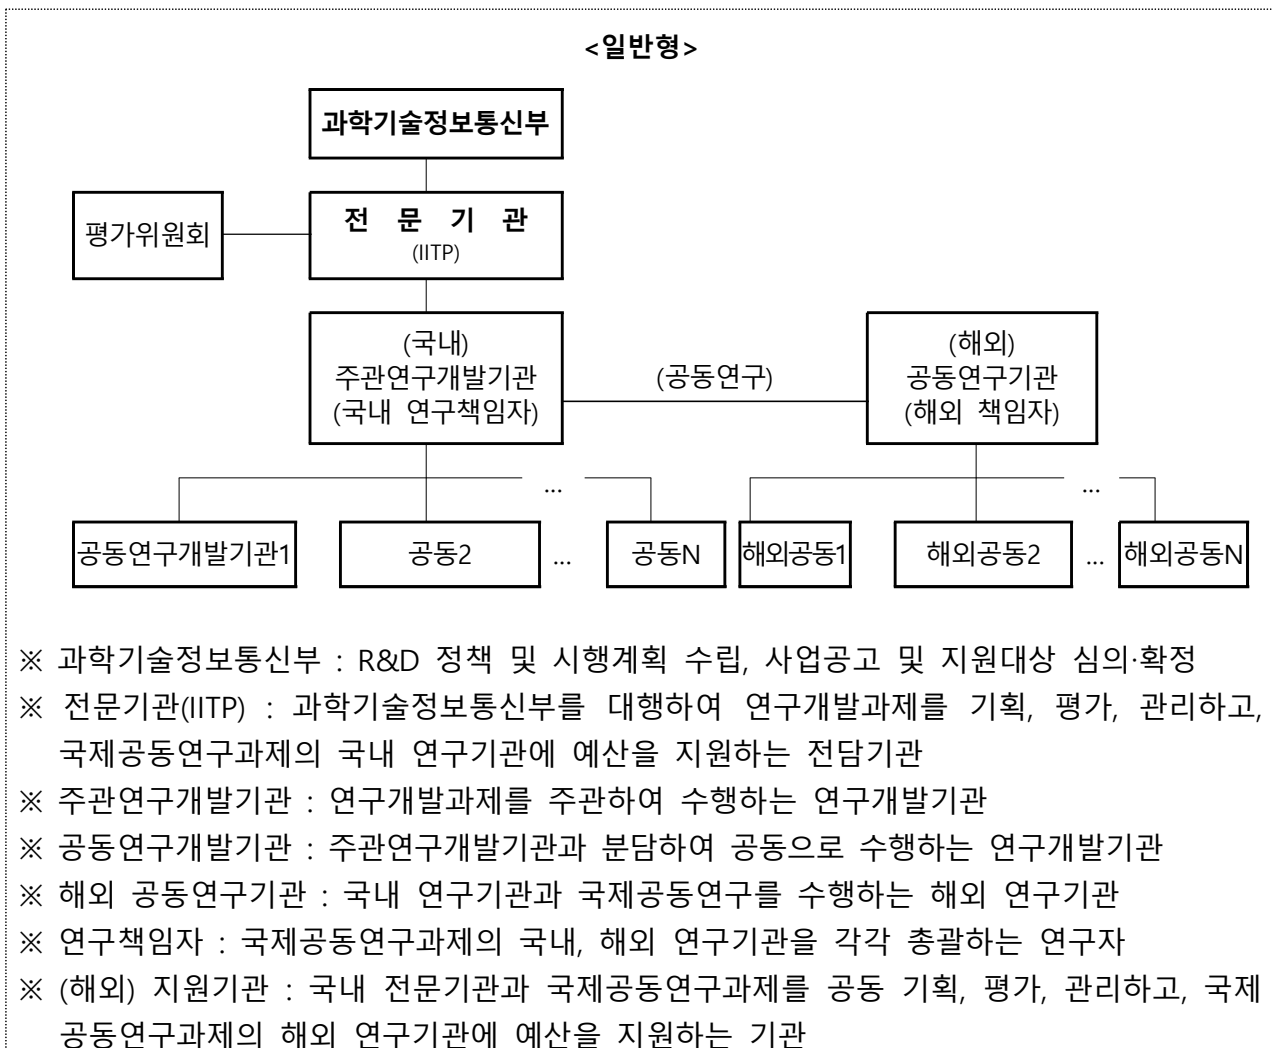 <일반형>
과학기술정보통신부
평가위원회
전 문 기 관
(IITP)
(국내)
주관연구개발기관
(국내 연구책임자)
(공동연구)
(해외)
공동연구기관
(해외 책임자)
...
...
공동연구개발기관1
공동2
...
공동N
해외공동1
해외공동2
...
해외공동N
※ 과학기술정보통신부 : R&D 정책 및 시행계획 수립, 사업공고 및 지원대상 심의·확정
※ 전문기관(IITP) : 과학기술정보통신부를 대행하여 연구개발과제를 기획, 평가, 관리하고,
국제공동연구과제의 국내 연구기관에 예산을 지원하는 전담기관
※ 주관연구개발기관 : 연구개발과제를 주관하여 수행하는 연구개발기관
※ 공동연구개발기관 : 주관연구개발기관과 분담하여 공동으로 수행하는 연구개발기관
※ 해외 공동연구기관 : 국내 연구기관과 국제공동연구를 수행하는 해외 연구기관
※ 연구책임자 : 국제공동연구과제의 국내, 해외 연구기관을 각각 총괄하는 연구자
※ (해외) 지원기관 : 국내 전문기관과 국제공동연구과제를 공동 기획, 평가, 관리하고, 국제
공동연구과제의 해외 연구기관에 예산을 지원하는 기관